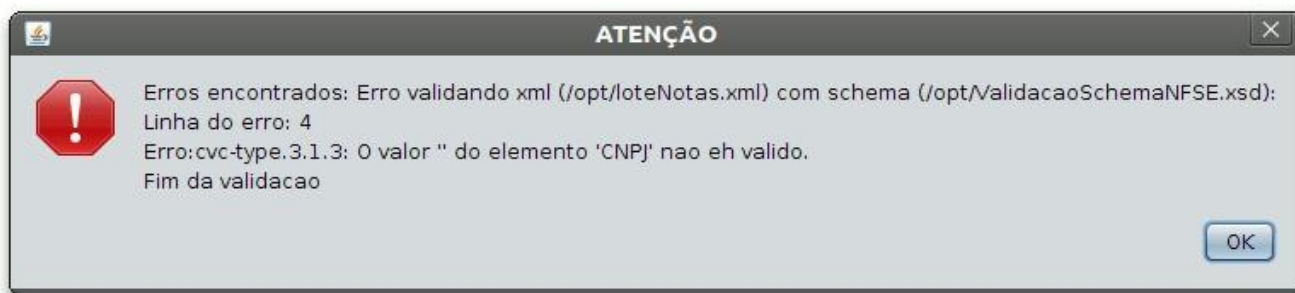 ATENÇÃO
Erros encontrados: Erro validando xml (/opt/loteNotas.xml) com schema (/opt/ValidacaoSchemaNFSE.xsd):
Linha do erro: 4
Erro:cvc-type.3.1.3: O valor '' do elemento 'CNPJ' nao eh valido.
Fim da validacao
OK